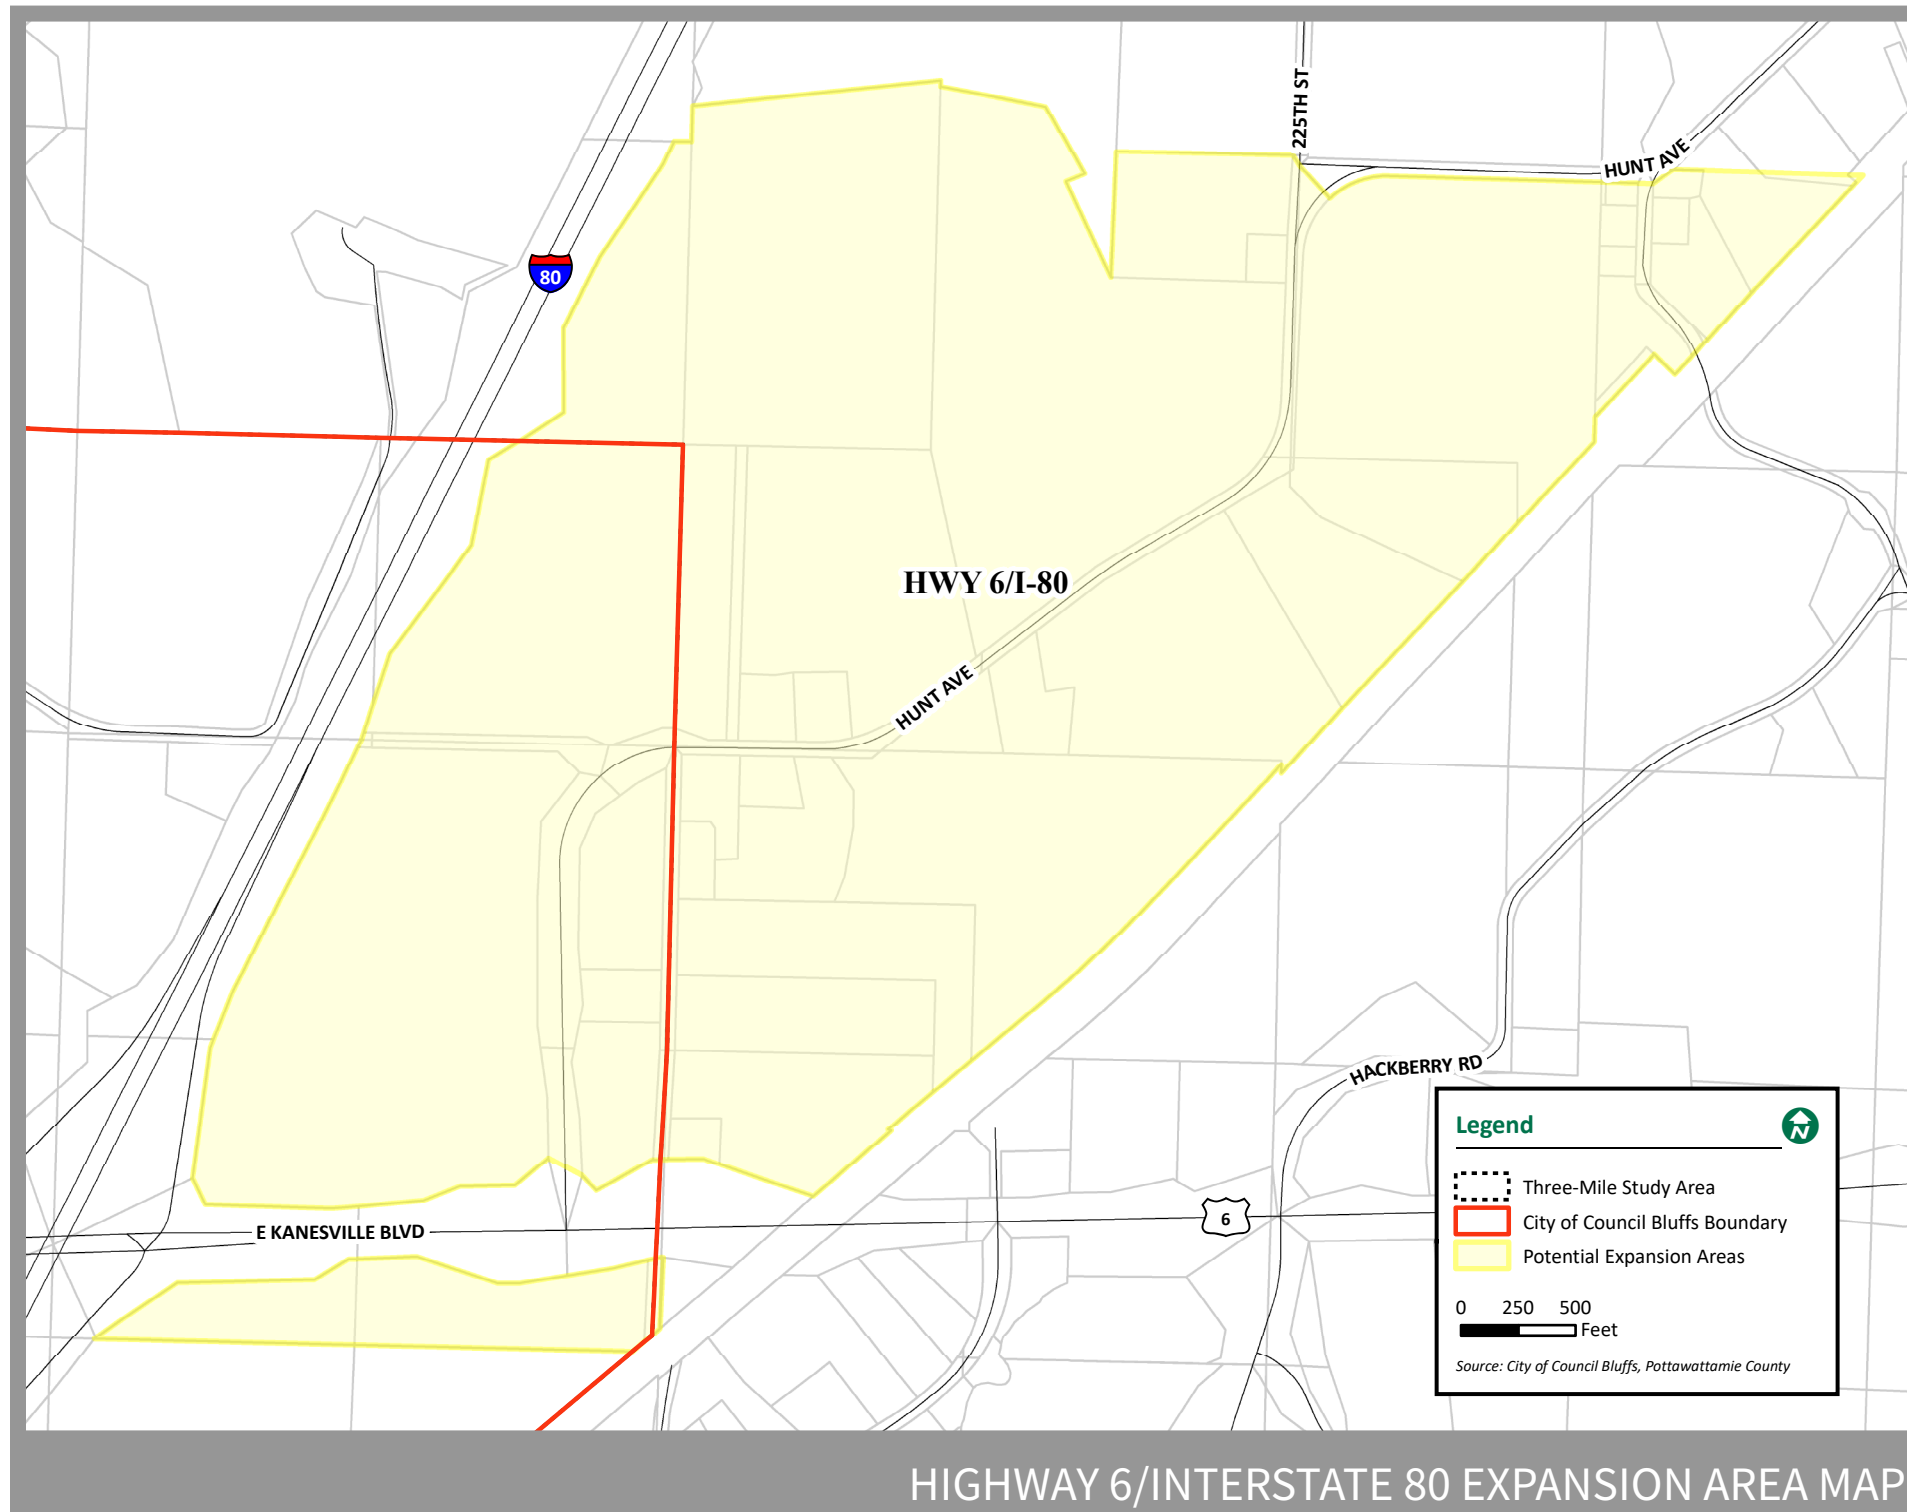 225TH ST
HUNT AVE
80
HWY 6/I-80
HUNT AVE
HACKBERRY RD
E KANESVILLE BLVD
6
Legend
N
Three-Mile Study Area
City of Council Bluffs Boundary
Potential Expansion Areas
0 250 500
Feet
Source: City of Council Bluffs, Pottawattamie County
HIGHWAY 6/INTERSTATE 80 EXPANSION AREA MAP